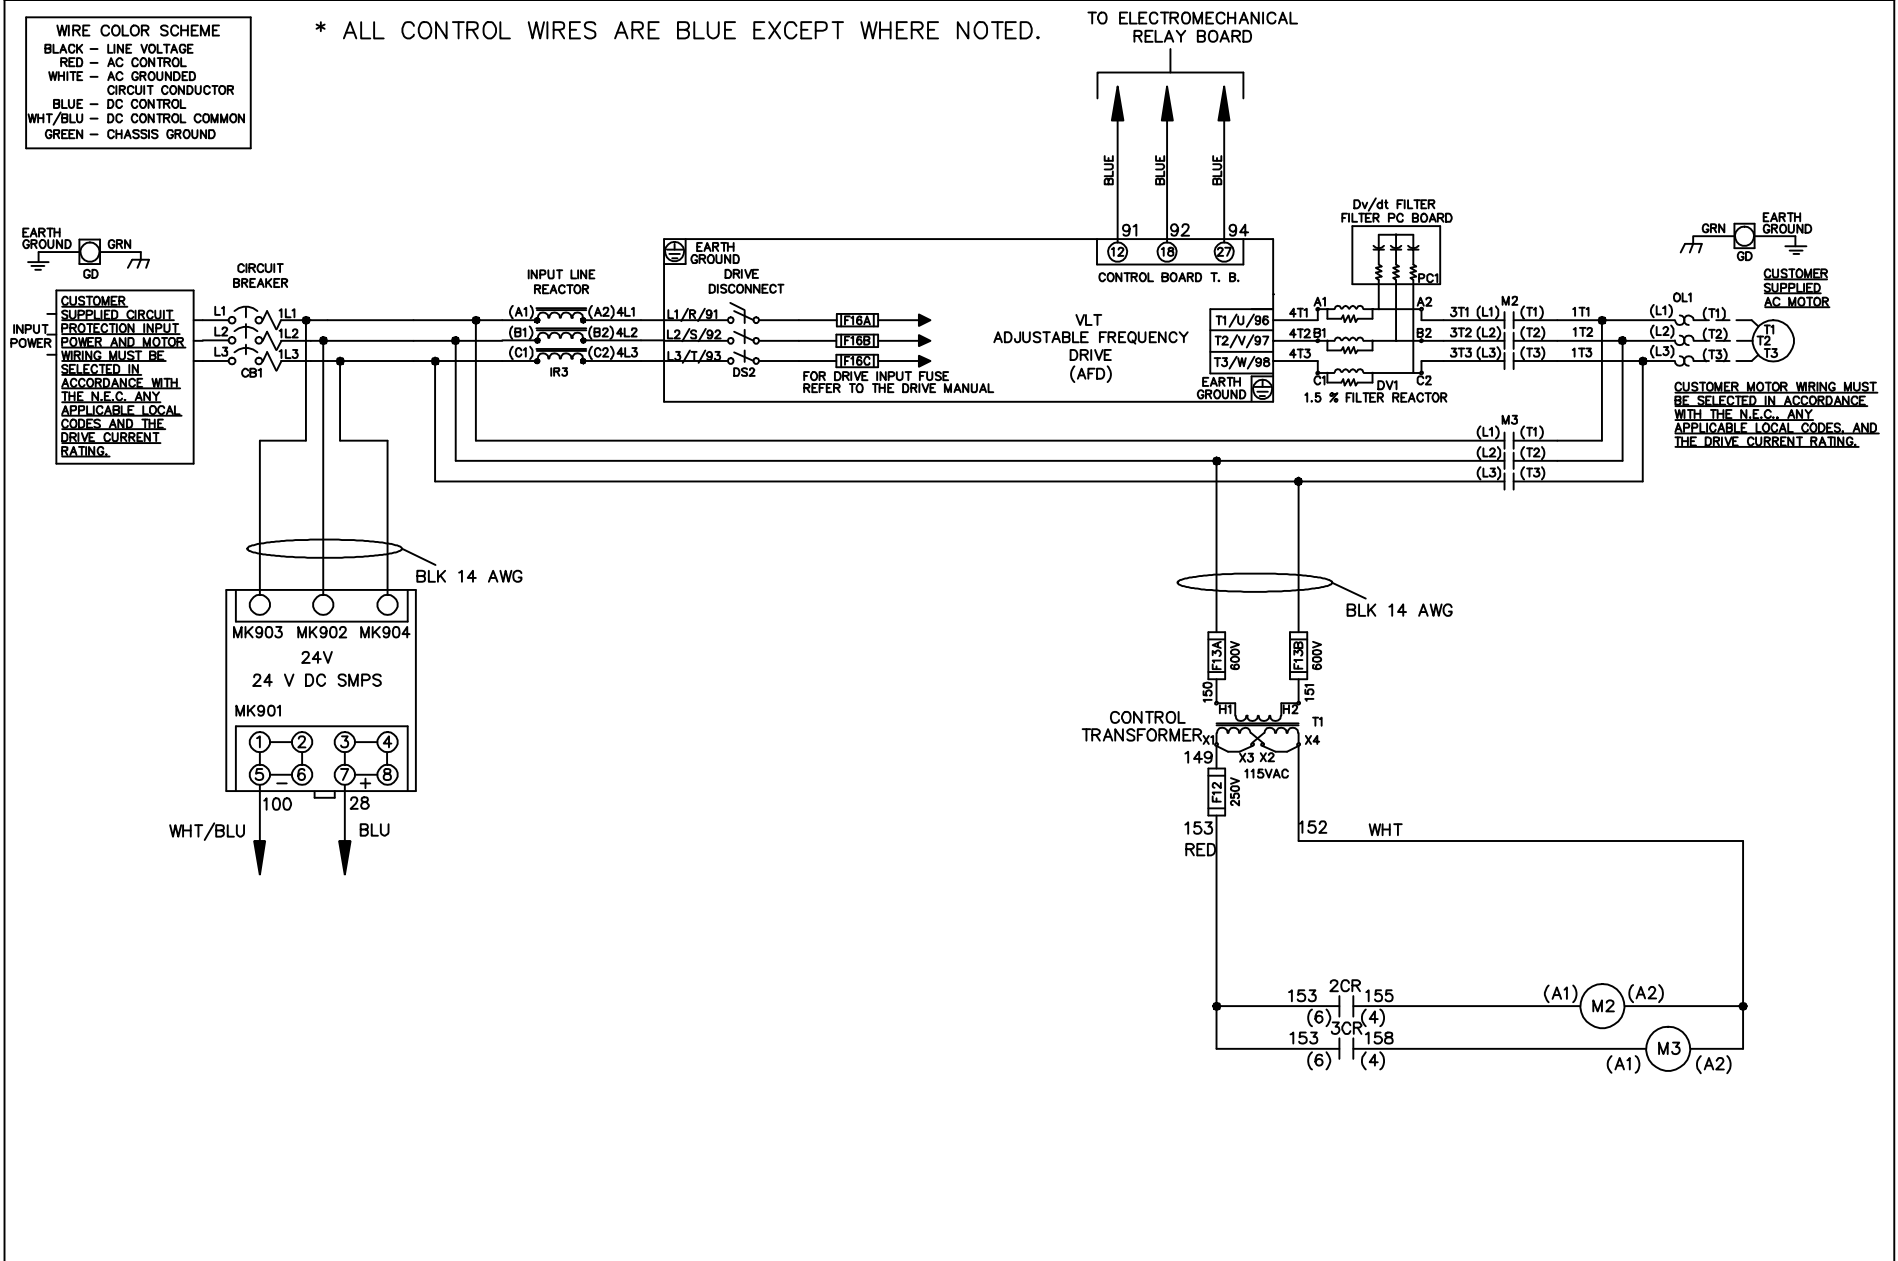 WIRE COLOR SCHEME
BLACK – LINE VOLTAGE
RED – AC CONTROL
WHITE – AC GROUNDED
CIRCUIT CONDUCTOR
BLUE – DC CONTROL
WHT/BLU – DC CONTROL COMMON
GREEN – CHASSIS GROUND
* ALL CONTROL WIRES ARE BLUE EXCEPT WHERE NOTED.
TO ELECTROMECHANICAL
RELAY BOARD
BLUE
BLUE
BLUE
91 92 94
12 18 27
CONTROL BOARD T. B.
EARTH
GROUND
GRN
GD
INPUT
POWER
CUSTOMER
SUPPLIED CIRCUIT
PROTECTION INPUT
POWER AND MOTOR
WIRING MUST BE
SELECTED IN
ACCORDANCE WITH
THE N.E.C. ANY
APPLICABLE LOCAL
CODES AND THE
DRIVE CURRENT
RATING.
CIRCUIT
BREAKER
L1 1L1
L2 1L2
L3 1L3
CB1
INPUT LINE
REACTOR
(A1) (A2) 4L1
(B1) (B2) 4L2
(C1) (C2) 4L3
IR3
EARTH
GROUND
DRIVE
DISCONNECT
L1/R/91
L2/S/92
L3/T/93
DS2
F16A
F16B
F16C
FOR DRIVE INPUT FUSE
REFER TO THE DRIVE MANUAL
VLT
ADJUSTABLE FREQUENCY
DRIVE
(AFD)
T1/U/96
T2/V/97
T3/W/98
EARTH
GROUND
4T1
4T2
4T3
Dv/dt FILTER
FILTER PC BOARD
PC1
A1 A2
B1 B2
C1 C2
DV1
1.5 % FILTER REACTOR
M2
3T1 (L1) (T1) 1T1
3T2 (L2) (T2) 1T2
3T3 (L3) (T3) 1T3
M3
(L1) (T1)
(L2) (T2)
(L3) (T3)
GRN
EARTH
GROUND
GD
CUSTOMER
SUPPLIED
AC MOTOR
OL1
(L1) (T1)
(L2) (T2)
(L3) (T3)
T1
T2
T3
CUSTOMER MOTOR WIRING MUST
BE SELECTED IN ACCORDANCE
WITH THE N.E.C., ANY
APPLICABLE LOCAL CODES, AND
THE DRIVE CURRENT RATING.
BLK 14 AWG
MK903 MK902 MK904
24V
24 V DC SMPS
MK901
1 2 3 4
5 6 7 8
– +
100 28
WHT/BLU BLU
BLK 14 AWG
F13A
600V
F13B
600V
150
151
H1 H2
T1
CONTROL
TRANSFORMER
X1 X4
X3 X2
149
115VAC
F12
250V
153
RED
152 WHT
2CR
153 155
(6) (4)
(A1) M2 (A2)
3CR
153 158
(6) (4)
(A1) M3 (A2)